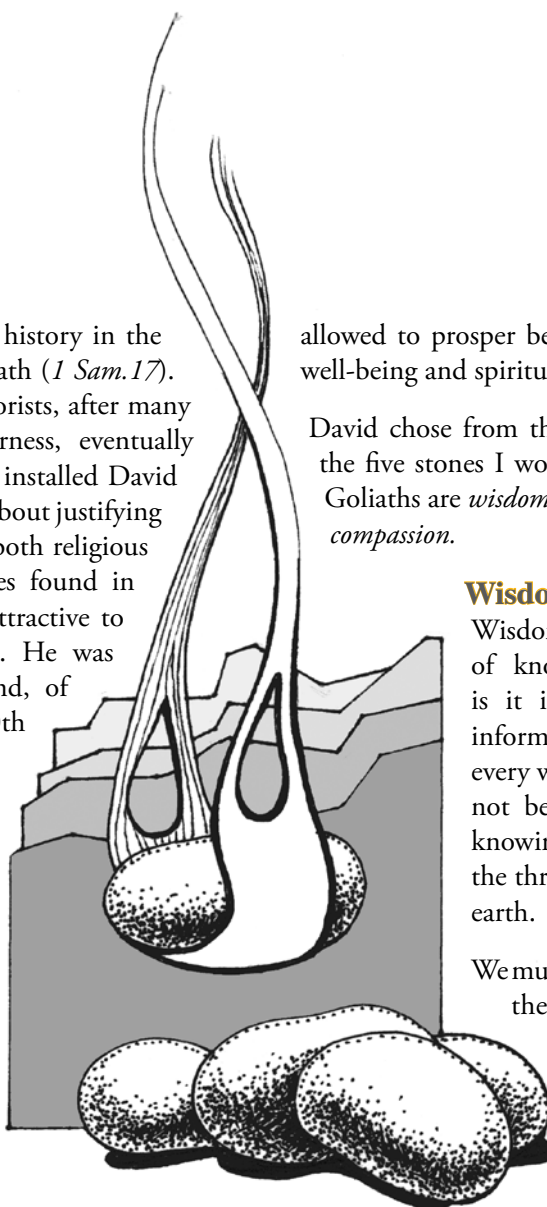 history in the
ath (1 Sam.17).
orists, after many
erness, eventually
installed David
bout justifying
both religious
es found in
ttractive to
. He was
nd, of
th
allowed to prosper be
well-being and spiritu
David chose from th
the five stones I wo
Goliaths are wisdom
compassion.
Wisdo
Wisdo
of kno
is it i
inform
every w
not be
knowin
the thr
earth.
We mu
the